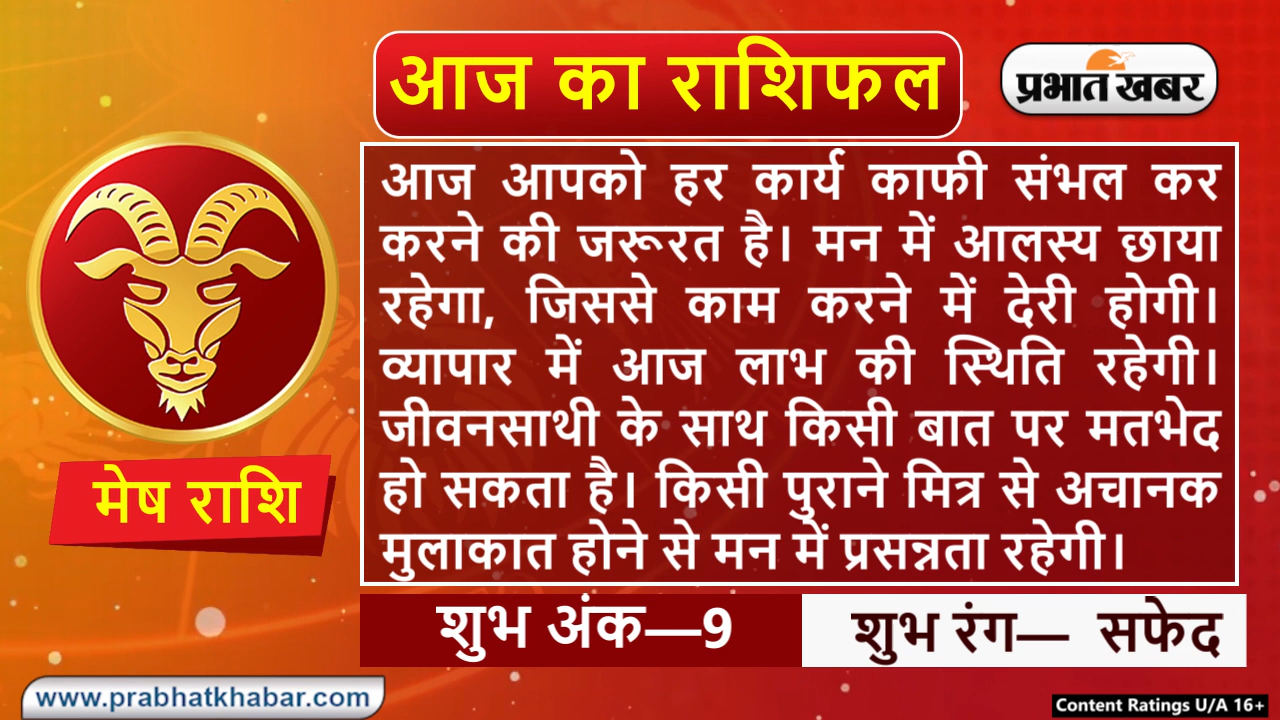 आज का राशिफल
प्रभात खबर
आज आपको हर कार्य काफी संभल कर
करने की जरूरत है। मन में आलस्य छाया
रहेगा, जिससे काम करने में देरी होगी।
व्यापार में आज लाभ की स्थिति रहेगी।
जीवनसाथी के साथ किसी बात पर मतभेद
हो सकता है। किसी पुराने मित्र से अचानक
मुलाकात होने से मन में प्रसन्नता रहेगी।
मेष राशि
शुभ अंक—9
शुभ रंग— सफेद
www.prabhatkhabar.com
Content Ratings U/A 16+